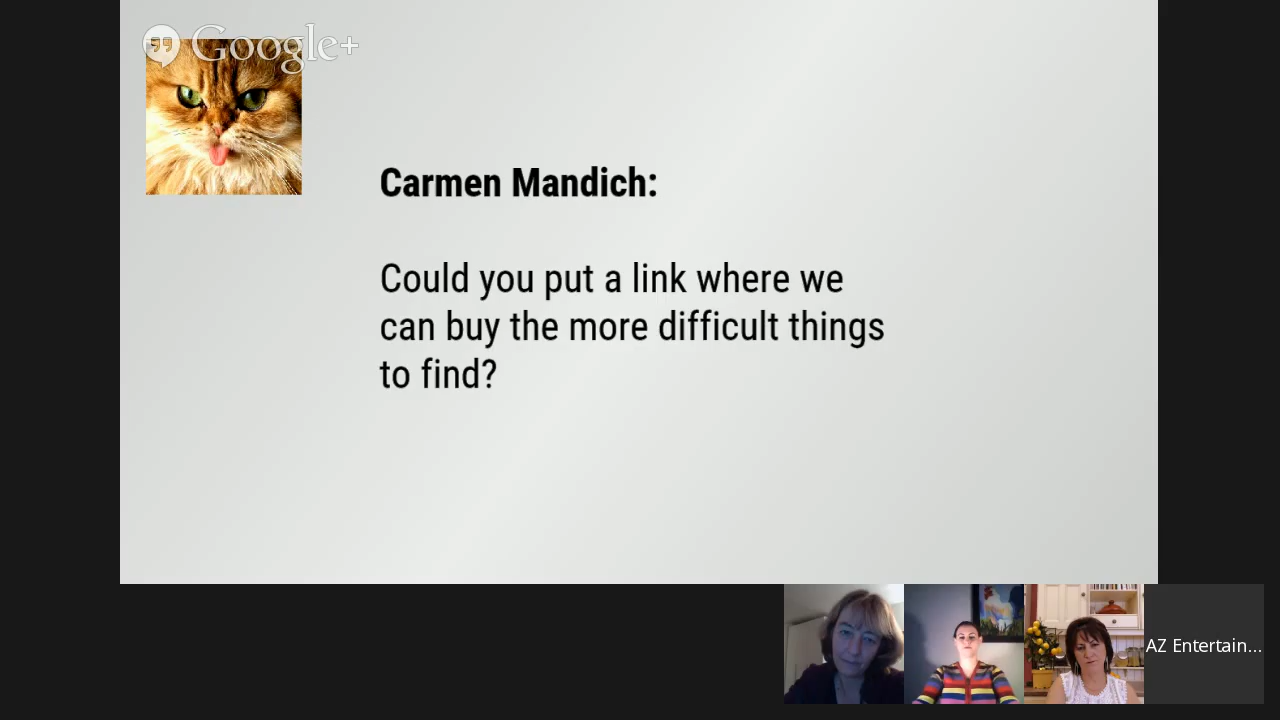 Google+
Carmen Mandich:
Could you put a link where we
can buy the more difficult things
to find?
AZ Entertain...